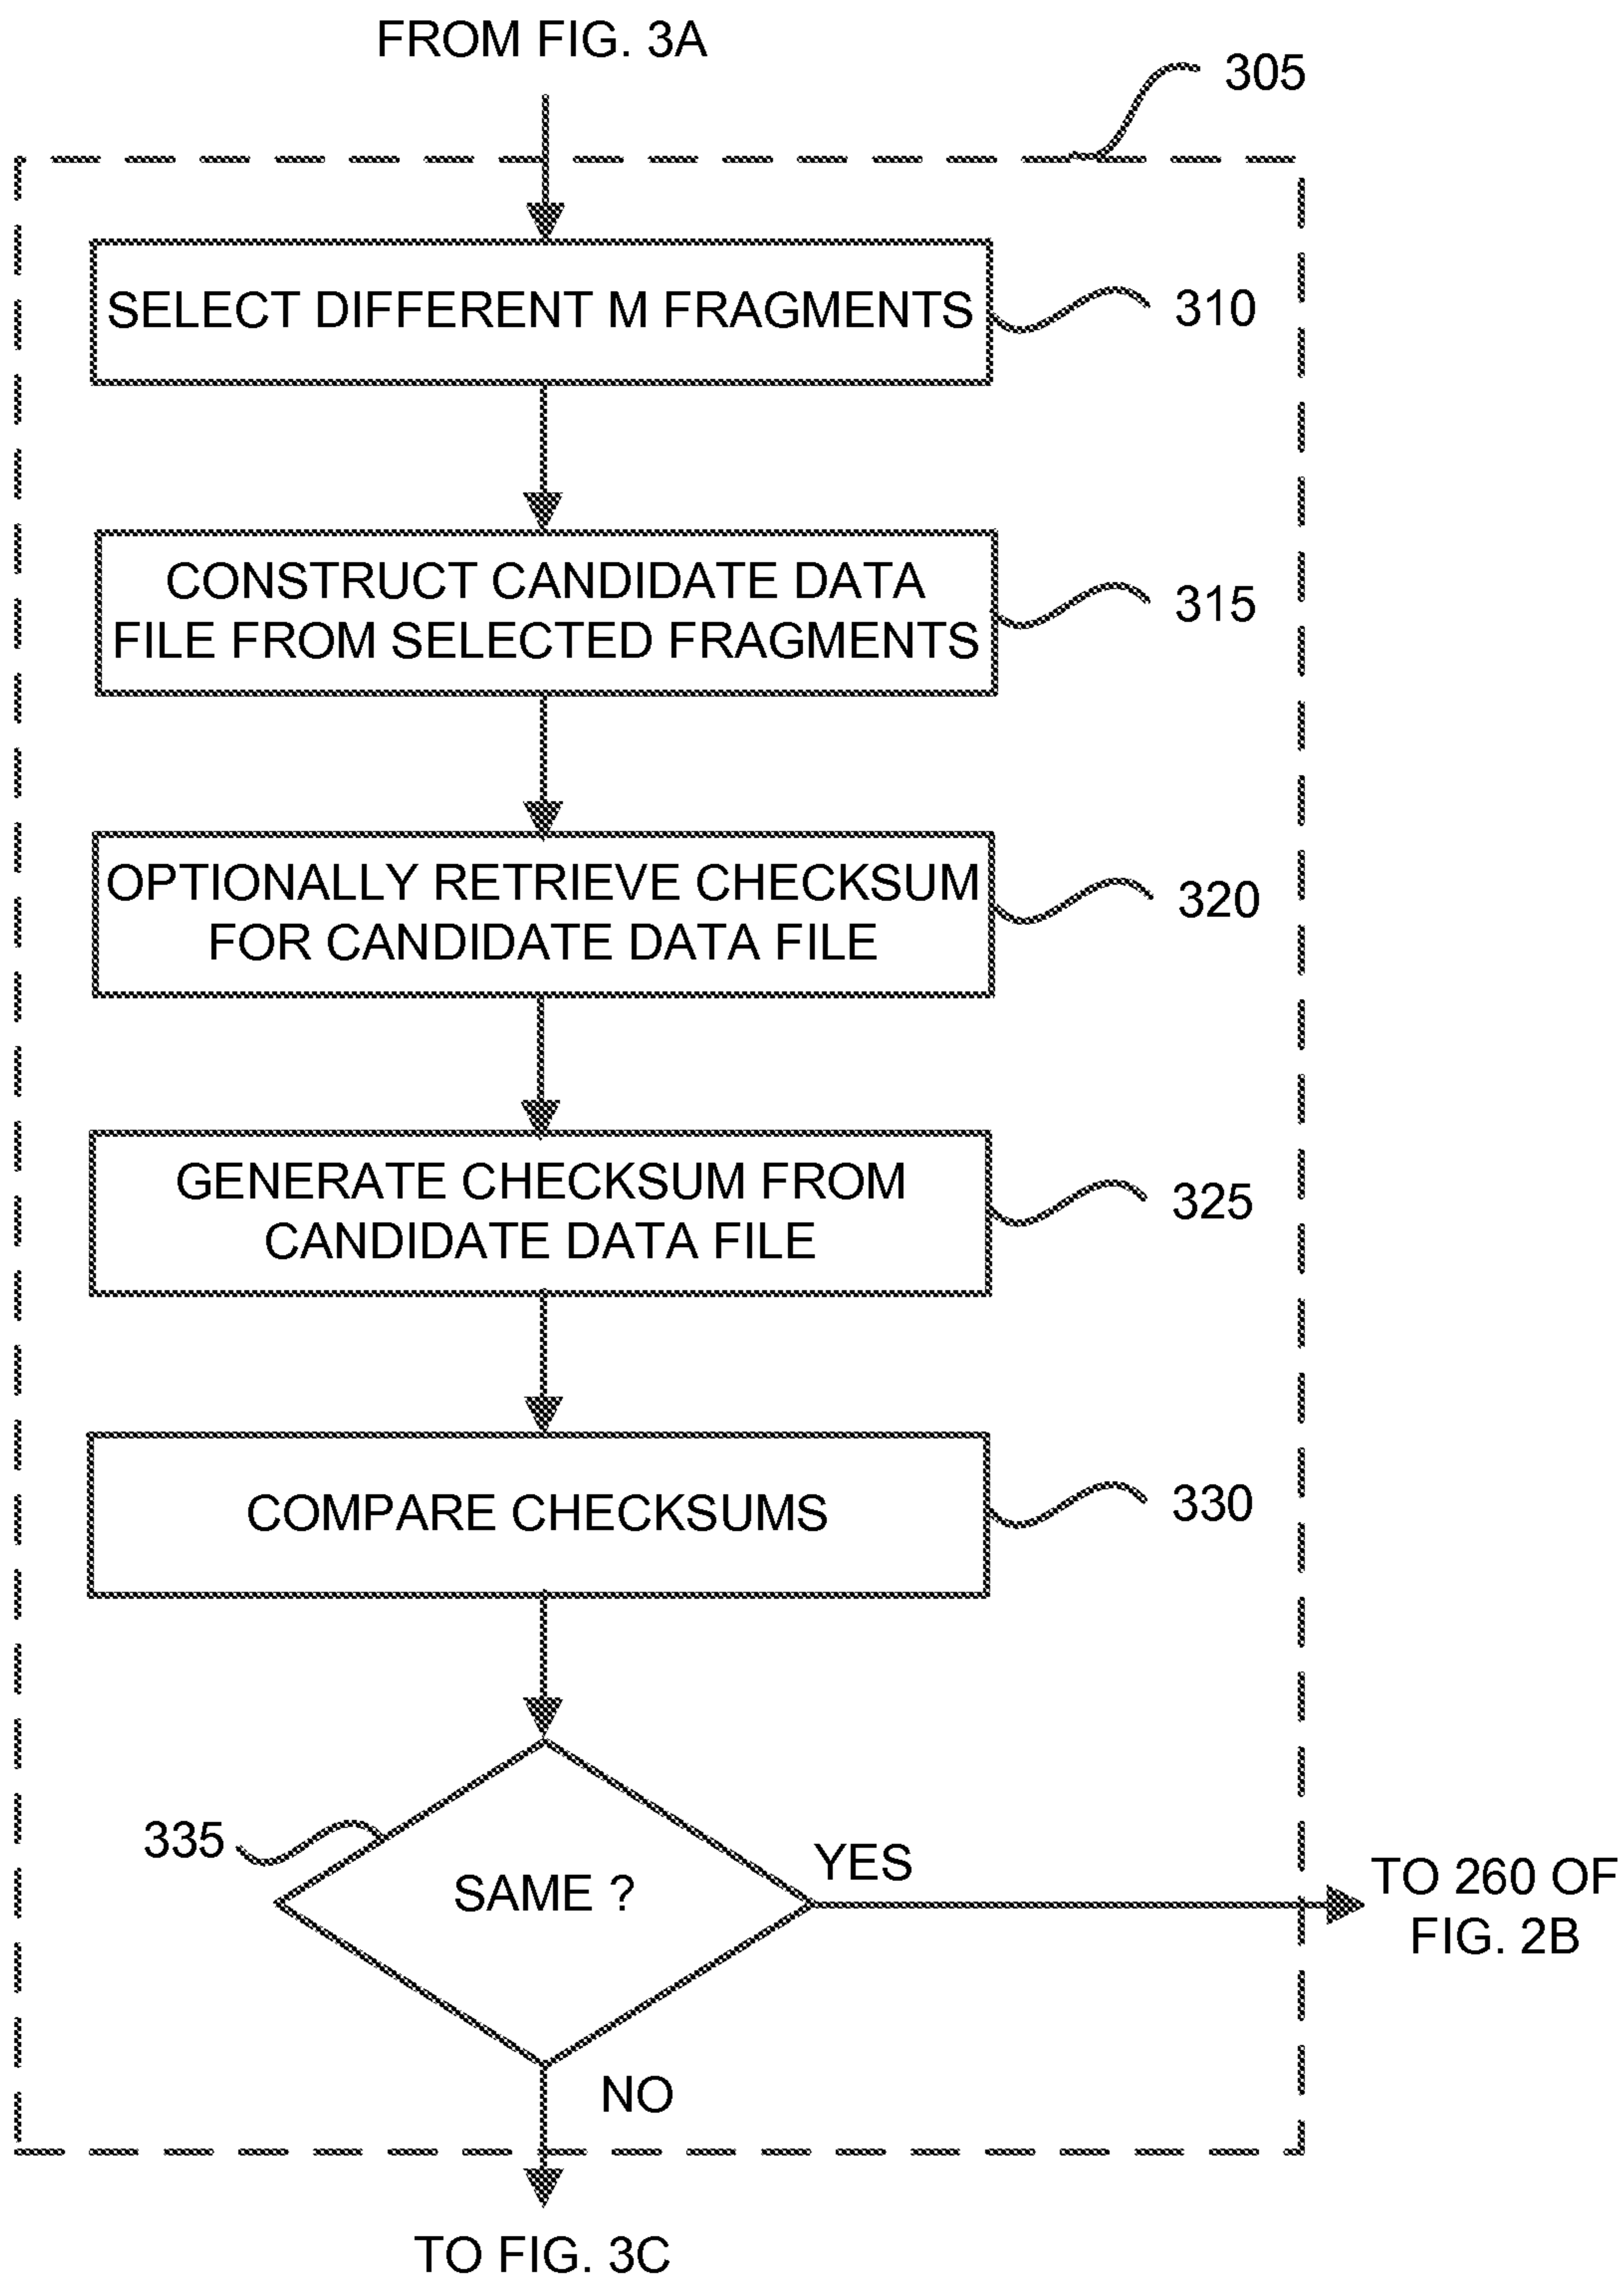 FROM FIG. 3A
305
SELECT DIFFERENT M FRAGMENTS
310
CONSTRUCT CANDIDATE DATA
FILE FROM SELECTED FRAGMENTS
315
OPTIONALLY RETRIEVE CHECKSUM
FOR CANDIDATE DATA FILE
320
GENERATE CHECKSUM FROM
CANDIDATE DATA FILE
325
COMPARE CHECKSUMS
330
335
SAME ?
YES
TO 260 OF
FIG. 2B
NO
TO FIG. 3C